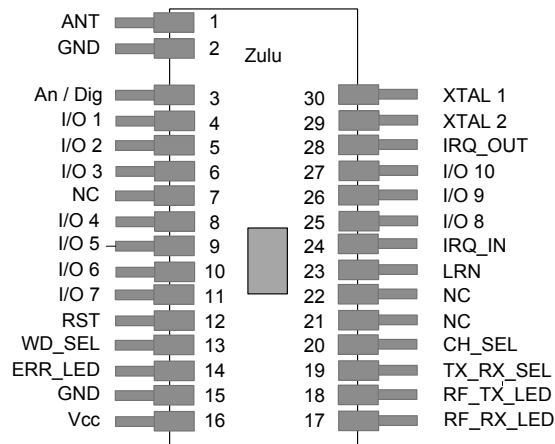 ANT 1
GND 2
Zulu
An / Dig 3 30 XTAL 1
I/O 1 4 29 XTAL 2
I/O 2 5 28 IRQ_OUT
I/O 3 6 27 I/O 10
NC 7 26 I/O 9
I/O 4 8 25 I/O 8
I/O 5 9 24 IRQ_IN
I/O 6 10 23 LRN
I/O 7 11 22 NC
RST 12 21 NC
WD_SEL 13 20 CH_SEL
ERR_LED 14 19 TX_RX_SEL
GND 15 18 RF_TX_LED
Vcc 16 17 RF_RX_LED